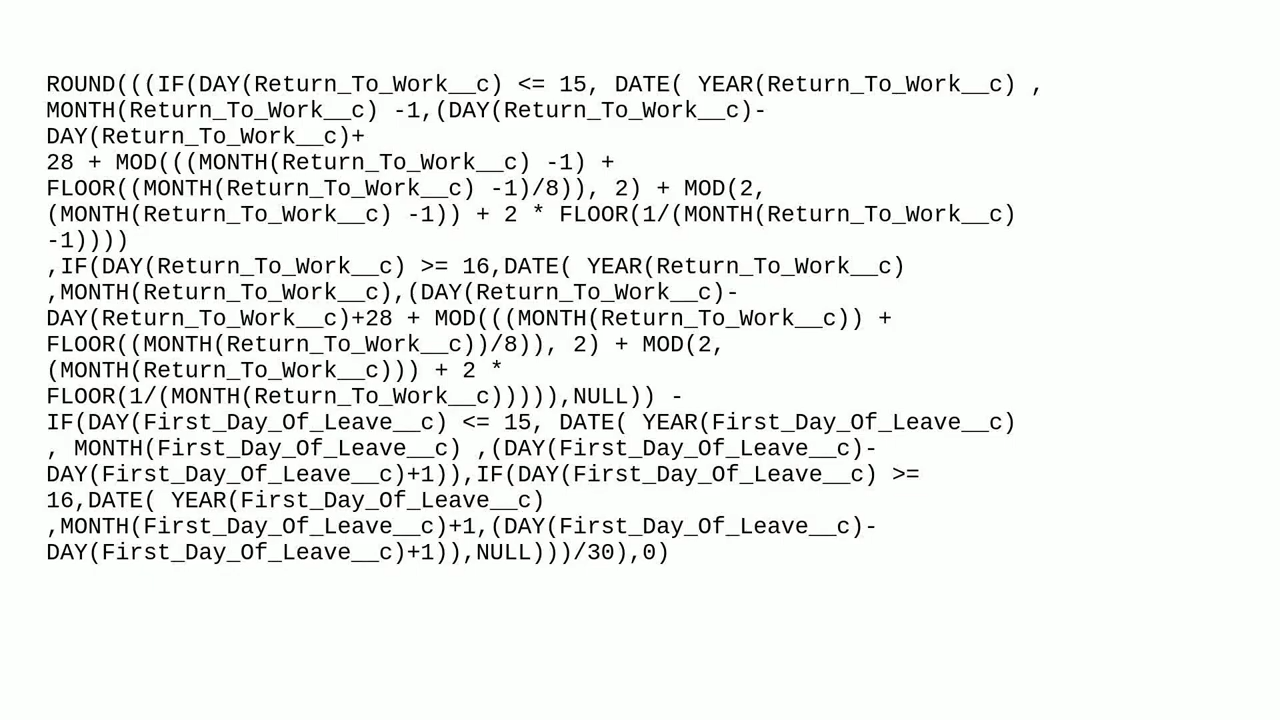 ROUND(((IF(DAY(Return_To_Work__c) <= 15, DATE( YEAR(Return_To_Work__c) ,
MONTH(Return_To_Work__c) -1,(DAY(Return_To_Work__c)-
DAY(Return_To_Work__c)+
28 + MOD(((MONTH(Return_To_Work__c) -1) +
FLOOR((MONTH(Return_To_Work__c) -1)/8)), 2) + MOD(2,
(MONTH(Return_To_Work__c) -1)) + 2 * FLOOR(1/(MONTH(Return_To_Work__c)
-1))))
,IF(DAY(Return_To_Work__c) >= 16,DATE( YEAR(Return_To_Work__c)
,MONTH(Return_To_Work__c),(DAY(Return_To_Work__c)-
DAY(Return_To_Work__c)+28 + MOD(((MONTH(Return_To_Work__c)) +
FLOOR((MONTH(Return_To_Work__c))/8)), 2) + MOD(2,
(MONTH(Return_To_Work__c))) + 2 *
FLOOR(1/(MONTH(Return_To_Work__c))))),NULL)) -
IF(DAY(First_Day_Of_Leave__c) <= 15, DATE( YEAR(First_Day_Of_Leave__c)
, MONTH(First_Day_Of_Leave__c) ,(DAY(First_Day_Of_Leave__c)-
DAY(First_Day_Of_Leave__c)+1)),IF(DAY(First_Day_Of_Leave__c) >=
16,DATE( YEAR(First_Day_Of_Leave__c)
,MONTH(First_Day_Of_Leave__c)+1,(DAY(First_Day_Of_Leave__c)-
DAY(First_Day_Of_Leave__c)+1)),NULL)))/30),0)